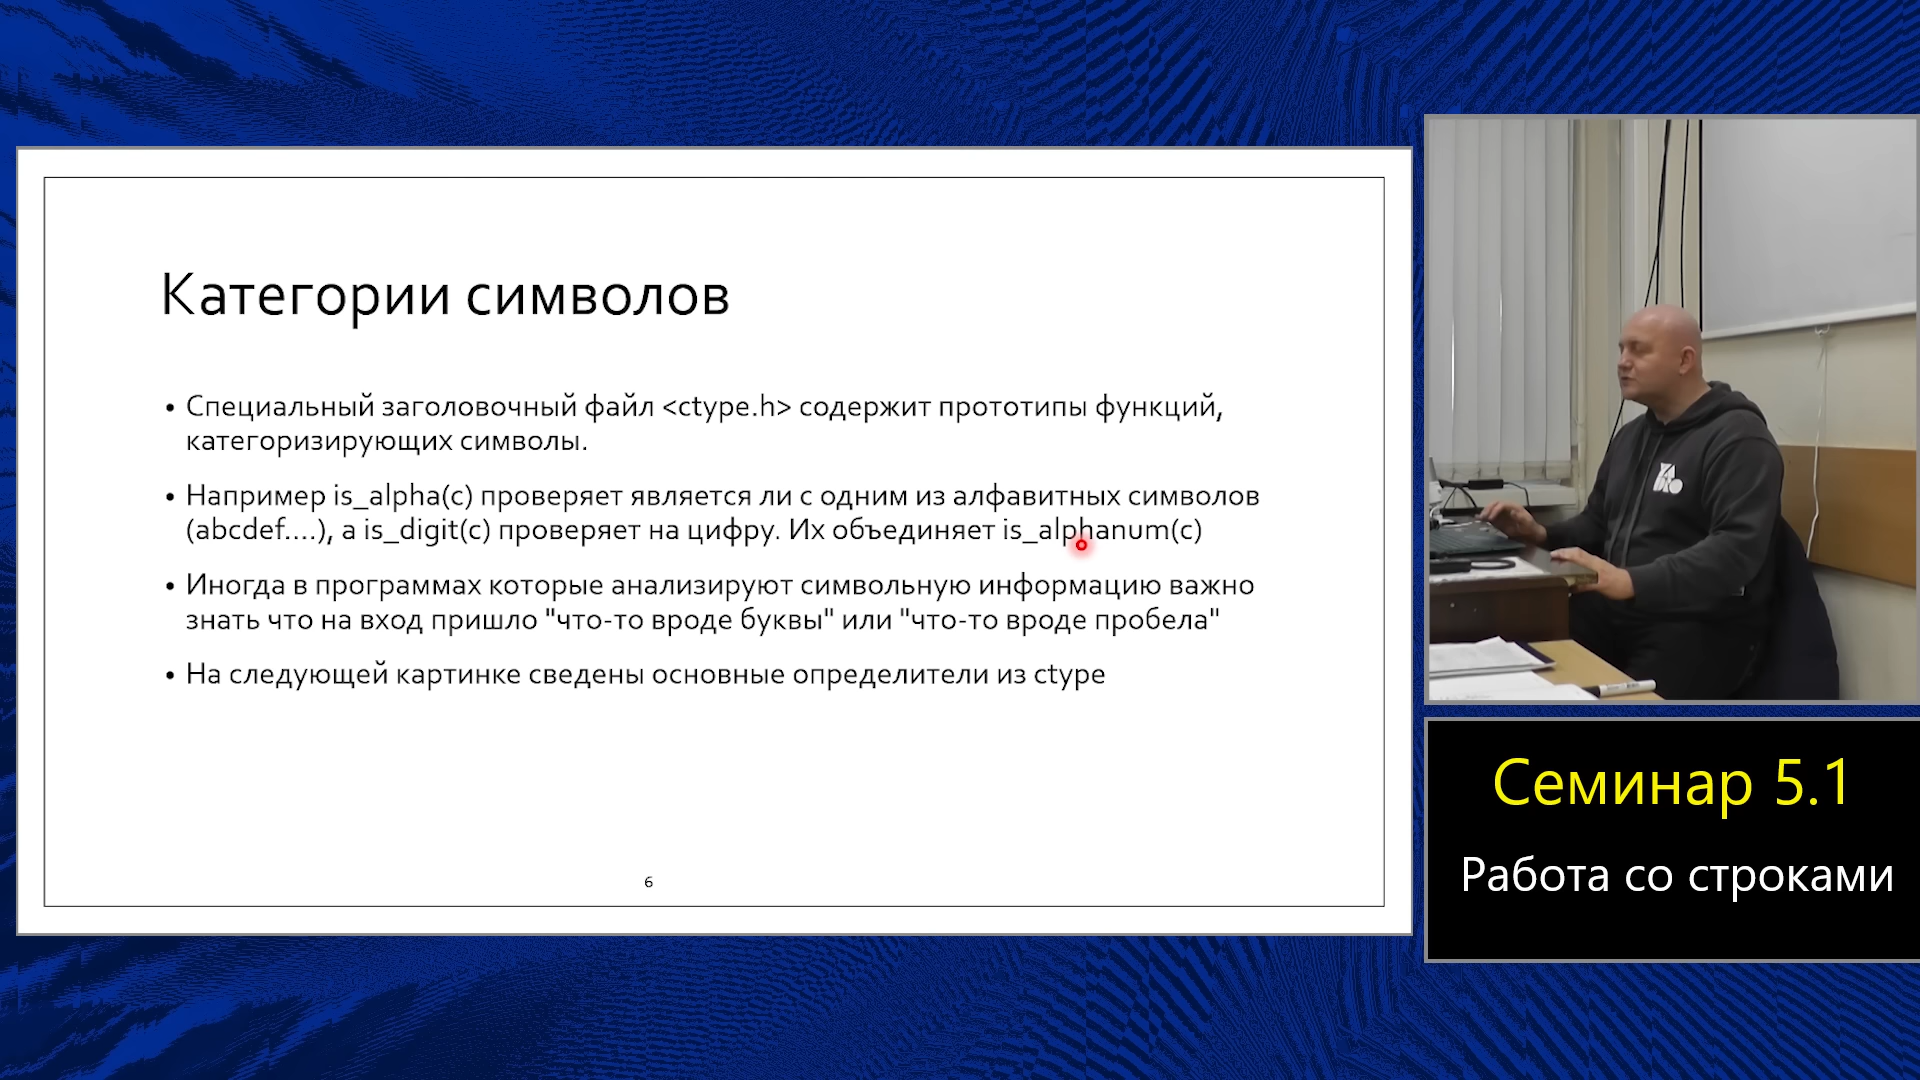 Категории символов
• Специальный заголовочный файл <ctype.h> содержит прототипы функций,
категоризирующих символы.
• Например is_alpha(c) проверяет является ли c одним из алфавитных символов
(abcdef....), а is_digit(c) проверяет на цифру. Их объединяет is_alphanum(c)
• Иногда в программах которые анализируют символьную информацию важно
знать что на вход пришло "что-то вроде буквы" или "что-то вроде пробела"
• На следующей картинке сведены основные определители из ctype
6
Семинар 5.1
Работа со строками